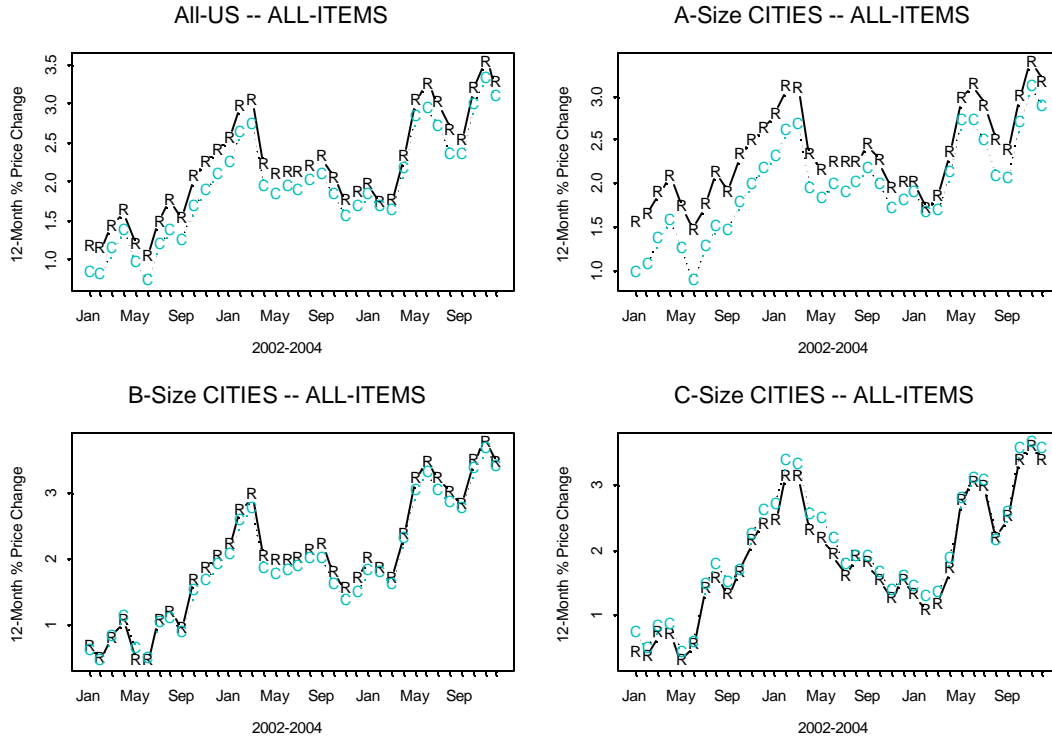 All-US -- ALL-ITEMS
12-Month % Price Change
3.5
3.0
2.5
2.0
1.5
1.0
R
C
Jan May Sep Jan May Sep Jan May Sep
2002-2004
A-Size CITIES -- ALL-ITEMS
12-Month % Price Change
3.0
2.5
2.0
1.5
1.0
R
C
Jan May Sep Jan May Sep Jan May Sep
2002-2004
B-Size CITIES -- ALL-ITEMS
12-Month % Price Change
3
2
1
R
C
Jan May Sep Jan May Sep Jan May Sep
2002-2004
C-Size CITIES -- ALL-ITEMS
12-Month % Price Change
3
2
1
R
C
Jan May Sep Jan May Sep Jan May Sep
2002-2004